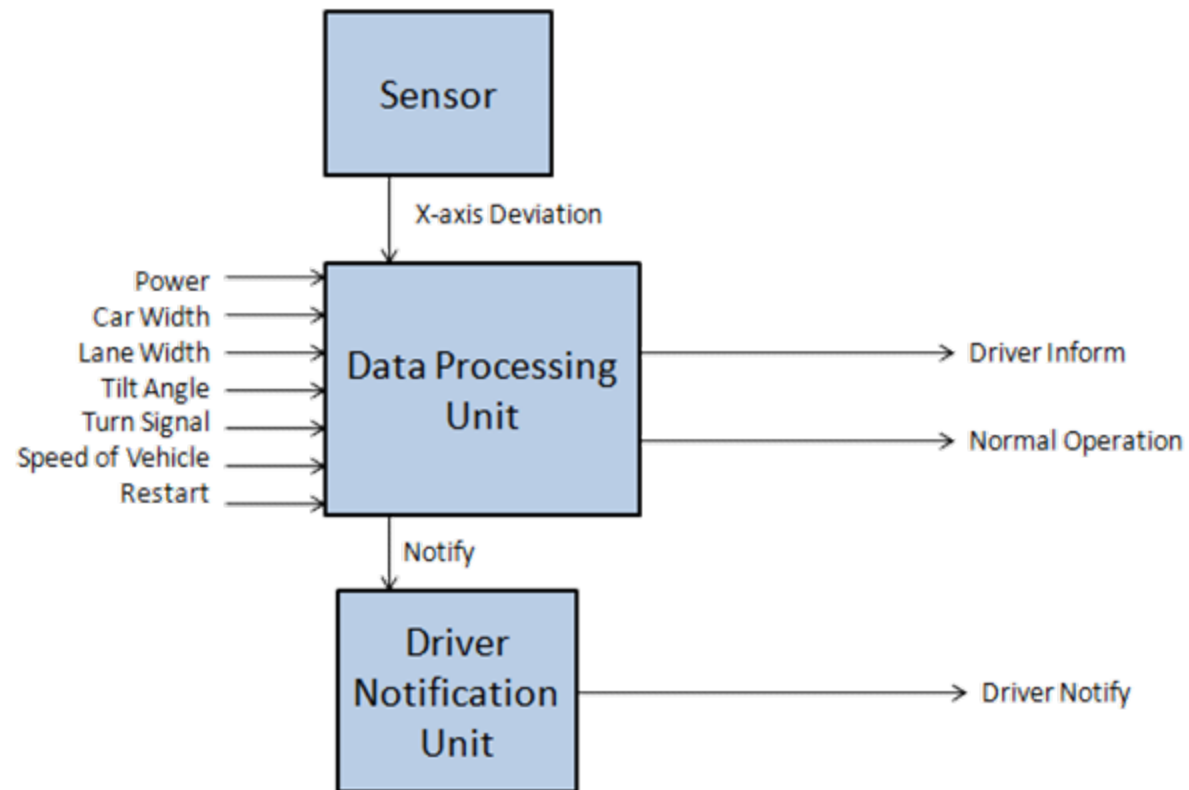 Sensor
X-axis Deviation
Power
Car Width
Lane Width
Tilt Angle
Turn Signal
Speed of Vehicle
Restart
Data Processing
Unit
Driver Inform
Normal Operation
Notify
Driver
Notification
Unit
Driver Notify